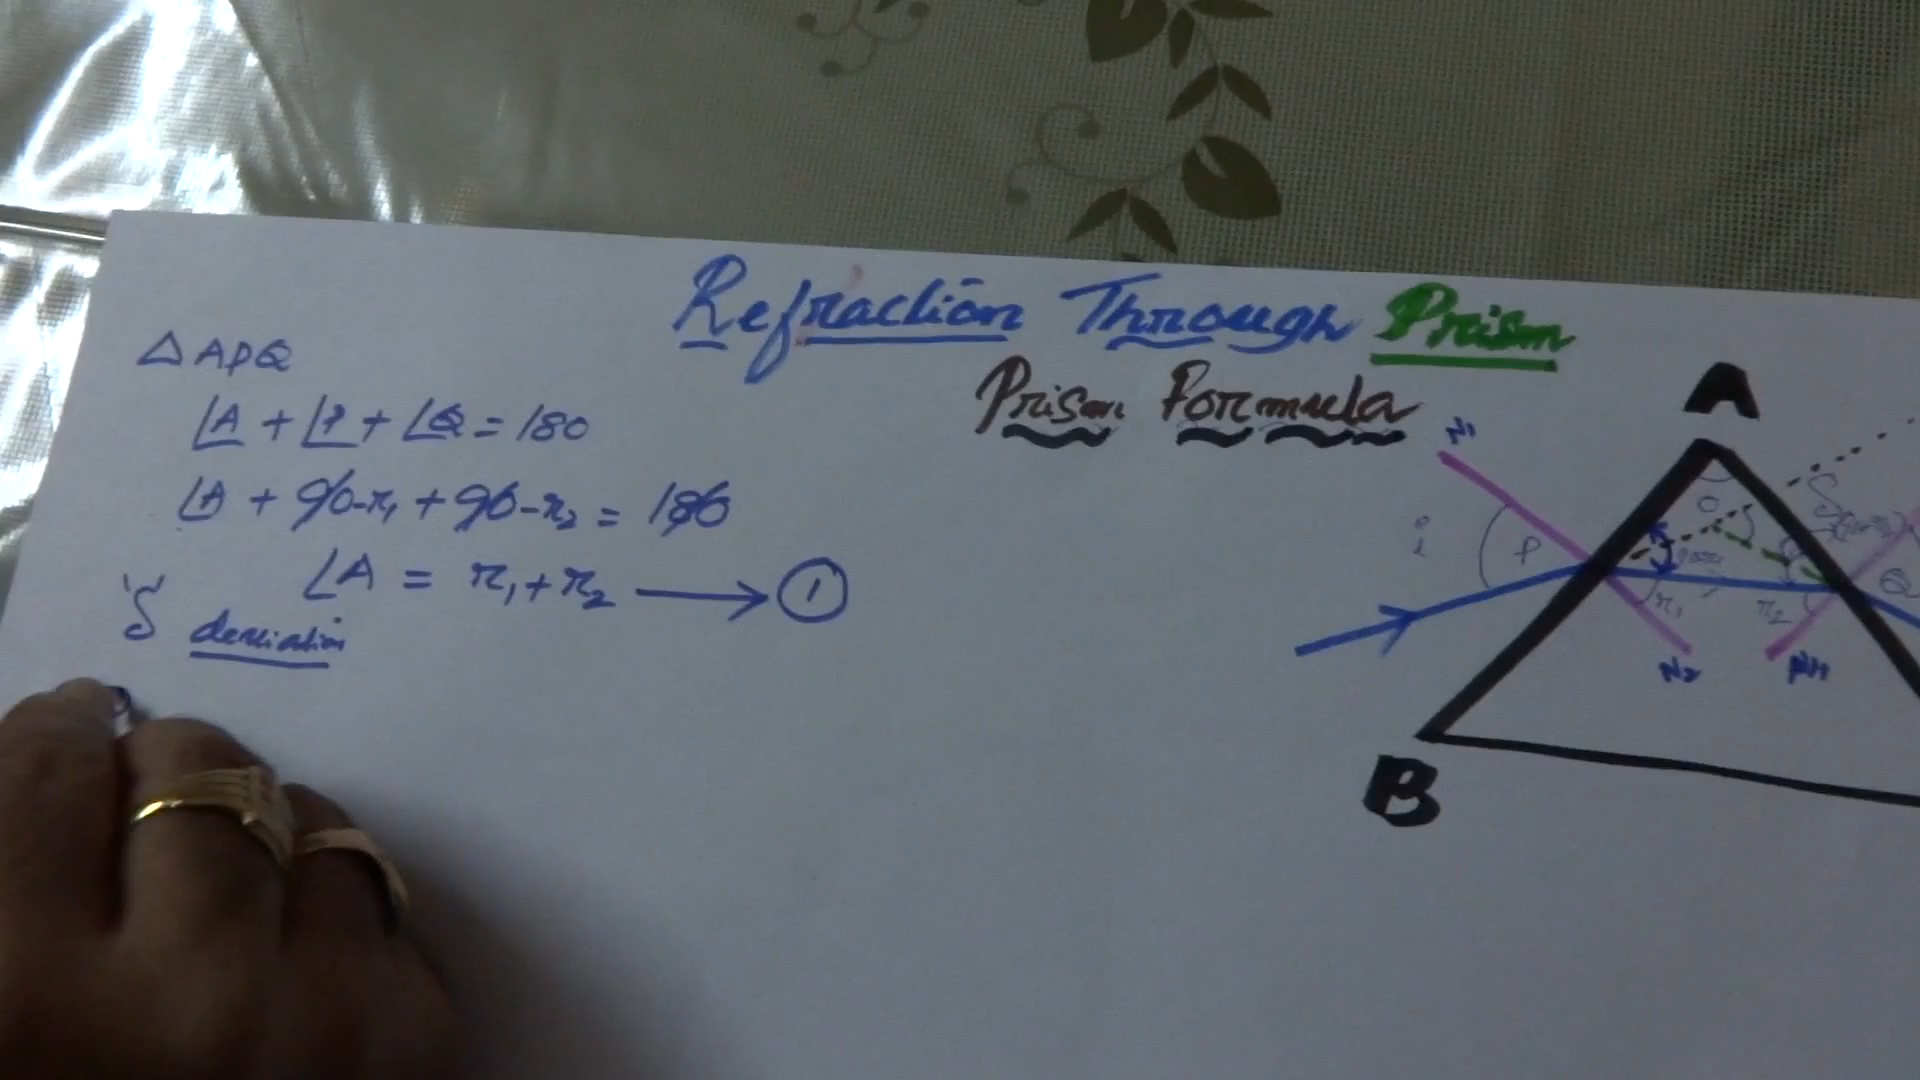 Refraction Through Prism
Prism Formula
△ APQ
∠A + ∠P + ∠Q = 180
∠A + 90-r₁ + 90-r₂ = 180
∠A = r₁ + r₂ → ①
'δ' deviation
A
δ
i
P
r₁
r₂
Q
N₂
B